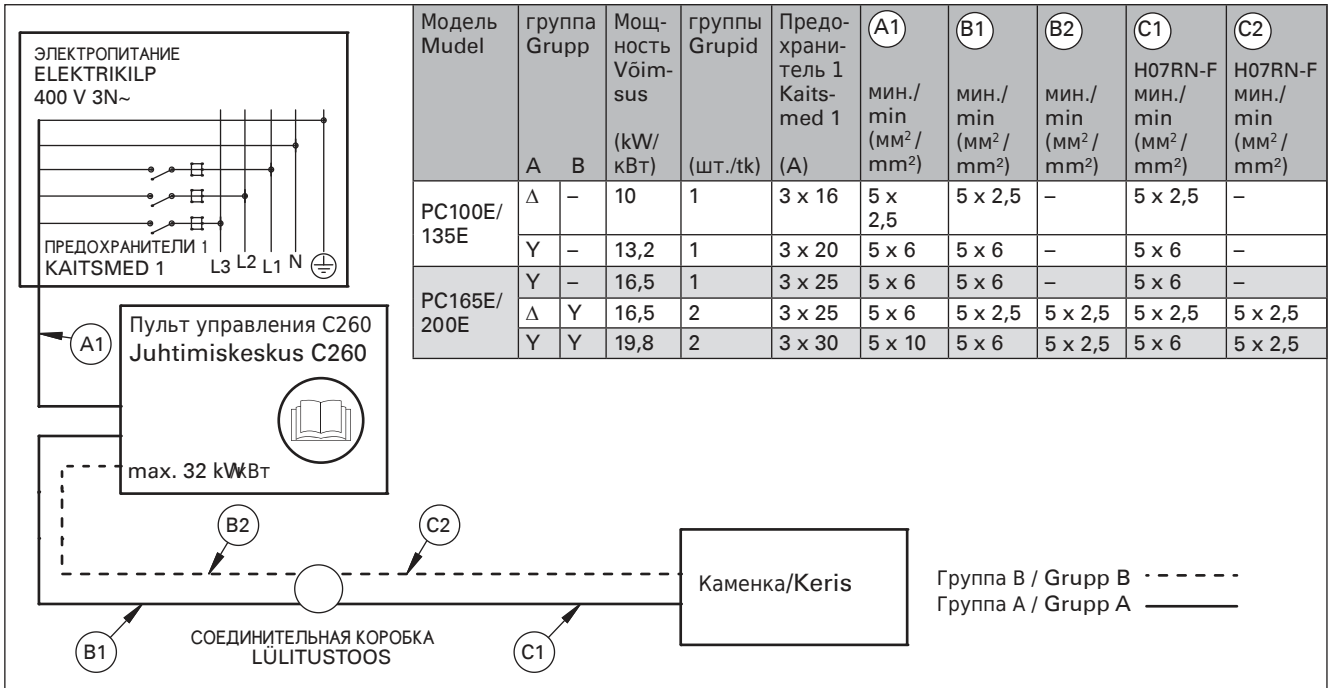 ЭЛЕКТРОПИТАНИЕ
ELEKTRIKILP
400 V 3N~
ПРЕДОХРАНИТЕЛИ 1
KAITSMED 1
L3 L2 L1 N
A1
Пульт управления C260
Juhtimiskeskus C260
max. 32 kW/кВт
B2
C2
B1
C1
СОЕДИНИТЕЛЬНАЯ КОРОБКА
LÜLITUSTOOS
Каменка/Keris
Группа B / Grupp B
Группа A / Grupp A
Модель
Mudel
группа
Grupp
A B
Мощ-
ность
Võim-
sus
(kW/
кВт)
группы
Grupid
(шт./tk)
Предо-
храни-
тель 1
Kaits-
med 1
(A)
A1
мин./
min
(мм² /
mm²)
B1
мин./
min
(мм² /
mm²)
B2
мин./
min
(мм² /
mm²)
C1
H07RN-F
мин./
min
(мм² /
mm²)
C2
H07RN-F
мин./
min
(мм² /
mm²)
PC100E/
135E
Δ – 10 1 3 x 16 5 x
2,5 5 x 2,5 – 5 x 2,5 –
Y – 13,2 1 3 x 20 5 x 6 5 x 6 – 5 x 6 –
PC165E/
200E
Y – 16,5 1 3 x 25 5 x 6 5 x 6 – 5 x 6 –
Δ Y 16,5 2 3 x 25 5 x 6 5 x 2,5 5 x 2,5 5 x 2,5 5 x 2,5
Y Y 19,8 2 3 x 30 5 x 10 5 x 6 5 x 2,5 5 x 6 5 x 2,5